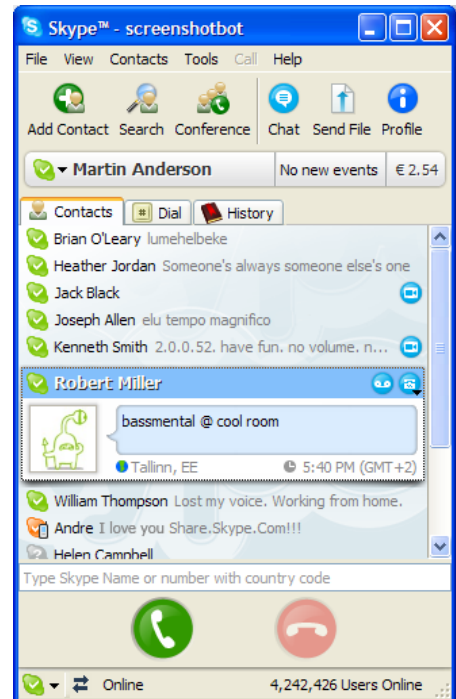 Skype™ - screenshotbot
File View Contacts Tools Call Help
Add Contact Search Conference Chat Send File Profile
Martin Anderson No new events € 2.54
Contacts # Dial History
Brian O'Leary lumehelbeke
Heather Jordan Someone's always someone else's one
Jack Black
Joseph Allen elu tempo magnifico
Kenneth Smith 2.0.0.52. have fun. no volume. n...
Robert Miller
bassmental @ cool room
Tallinn, EE 5:40 PM (GMT+2)
William Thompson Lost my voice. Working from home.
Andre I love you Share.Skype.Com!!!
Helen Campbell
Type Skype Name or number with country code
Online 4,242,426 Users Online